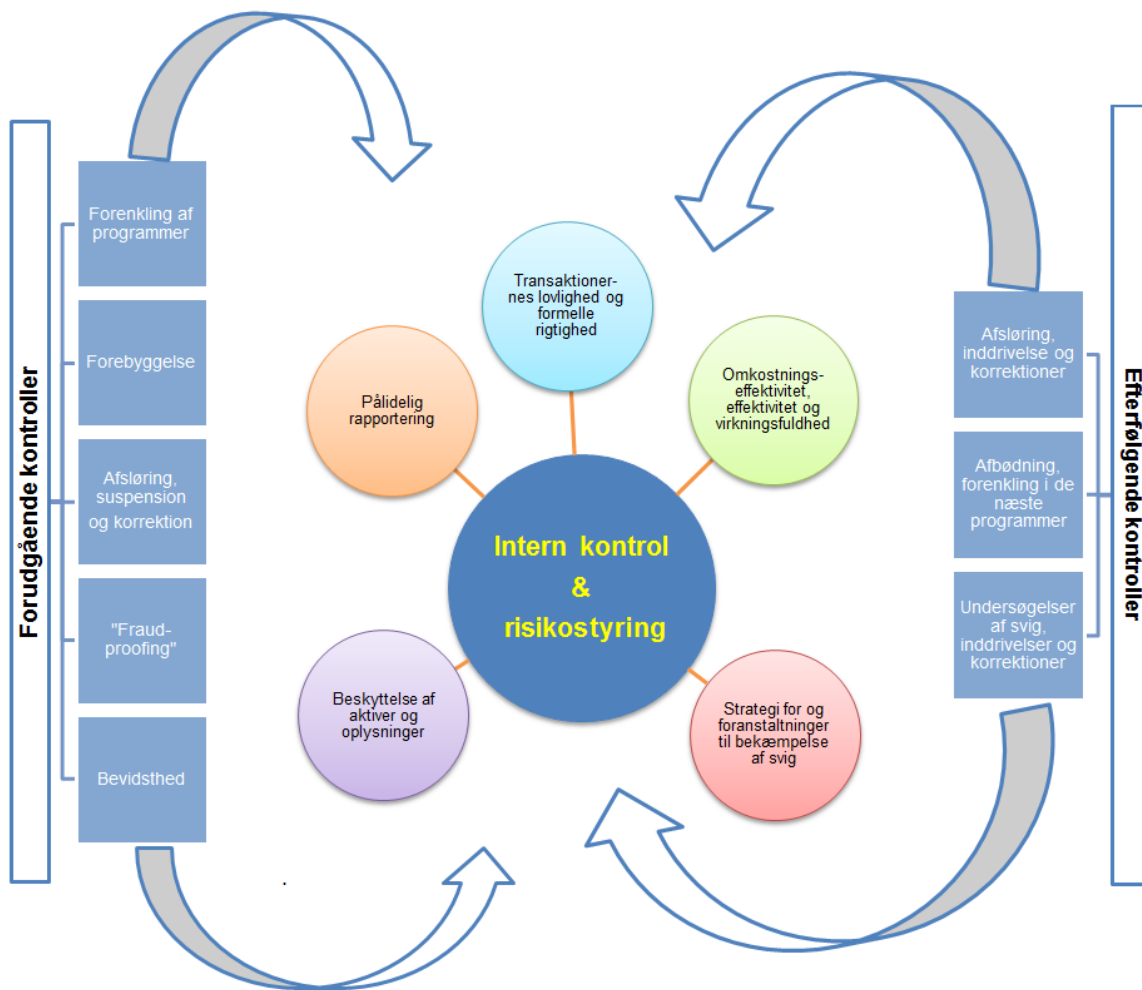 Forudgående kontroller
Forenkling af
programmer
Forebyggelse
Afsløring,
suspension
og korrektion
"Fraud-
proofing"
Bevidsthed
Transaktioner-
nes lovlighed og
formelle
rigtighed
Pålidelig
rapportering
Omkostnings-
effektivitet,
effektivitet og
virkningsfuldhed
Intern kontrol
&
risikostyring
Beskyttelse af
aktiver og
oplysninger
Strategi for og
foranstaltninger
til bekæmpelse
af svig
Afsløring,
inddrivelse og
korrektioner
Afbødning,
forenkling i de
næste
programmer
Undersøgelser
af svig,
inddrivelser og
korrektioner
Efterfølgende kontroller